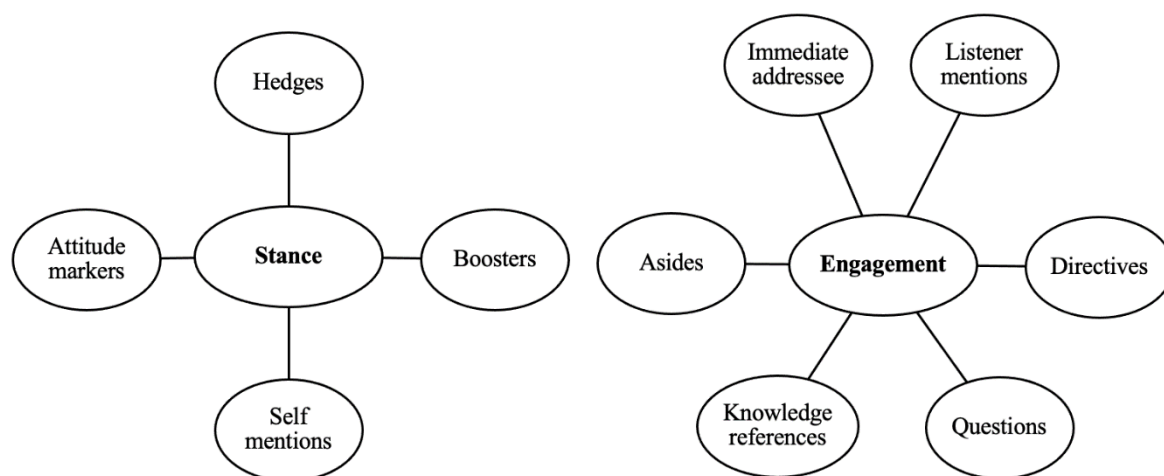 Hedges
Attitude
markers
Stance
Boosters
Self
mentions
Immediate
addressee
Listener
mentions
Asides
Engagement
Directives
Knowledge
references
Questions